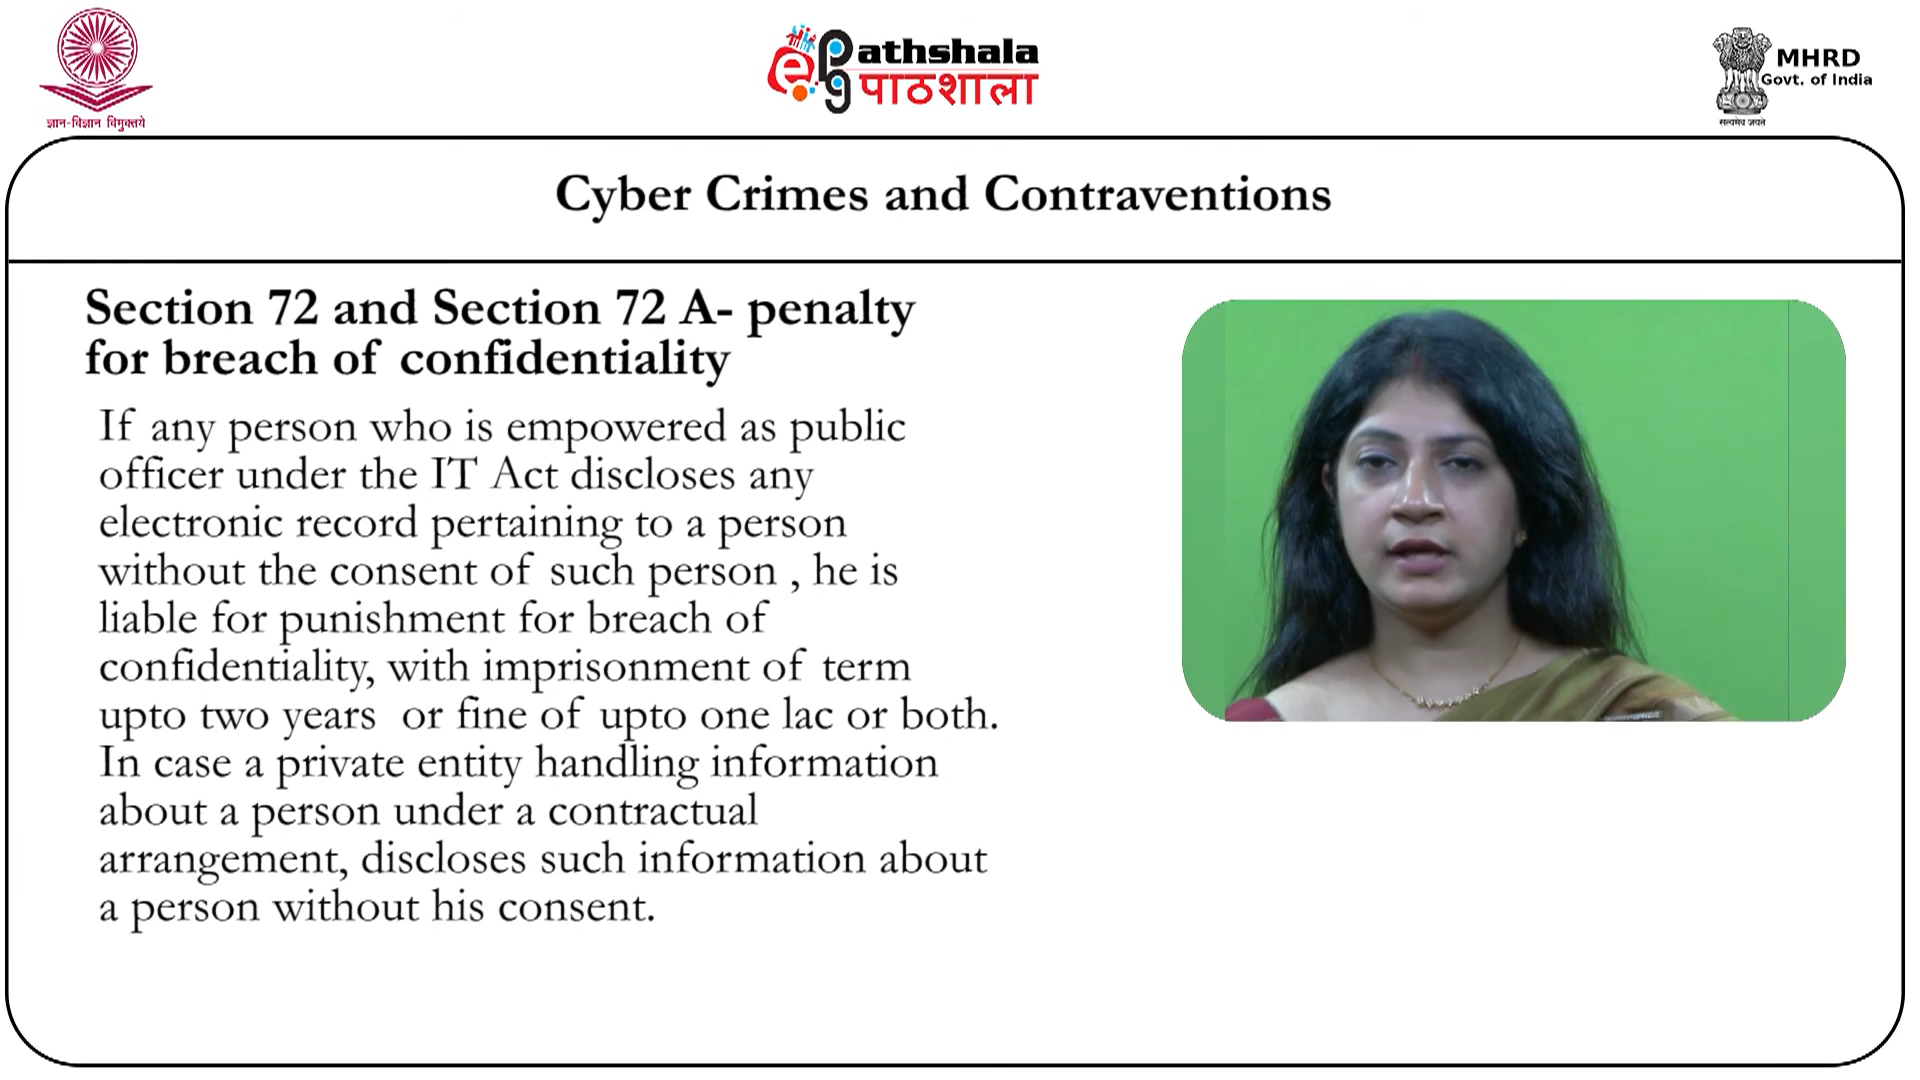 ज्ञान-विज्ञान विमुक्तये
e pg Pathshala
पाठशाला
MHRD
Govt. of India
सत्यमेव जयते
Cyber Crimes and Contraventions
Section 72 and Section 72 A- penalty
for breach of confidentiality
If any person who is empowered as public
officer under the IT Act discloses any
electronic record pertaining to a person
without the consent of such person , he is
liable for punishment for breach of
confidentiality, with imprisonment of term
upto two years or fine of upto one lac or both.
In case a private entity handling information
about a person under a contractual
arrangement, discloses such information about
a person without his consent.